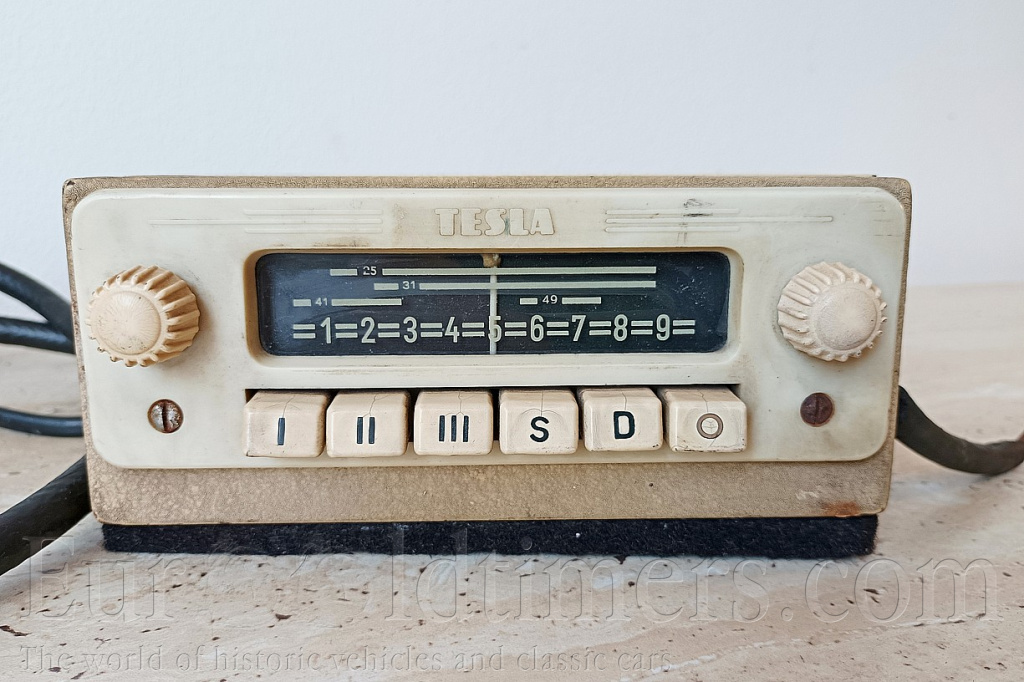 TESLA
25
31
41 49
1 2 3 4 5 6 7 8 9
I II III S D
EuroOldtimers.com
The world of historic vehicles and classic cars